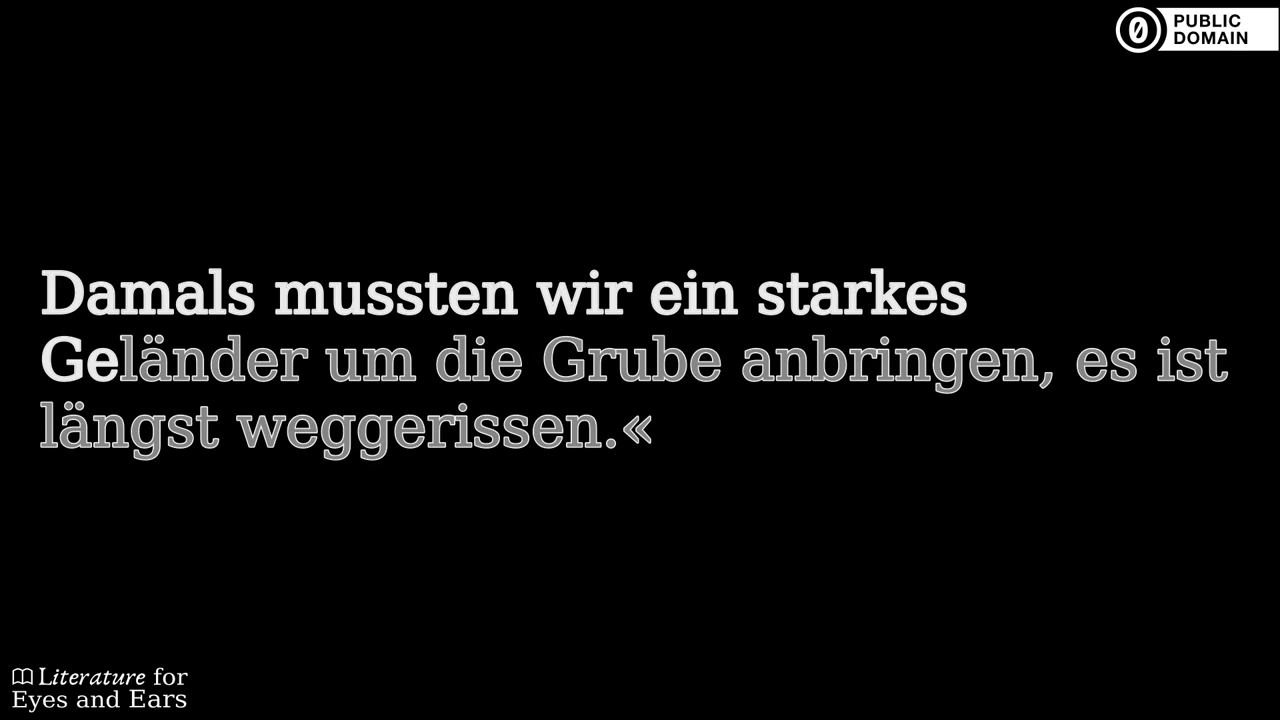 PUBLIC
DOMAIN
Damals mussten wir ein starkes
Geländer um die Grube anbringen, es ist
längst weggerissen.«
Literature for
Eyes and Ears